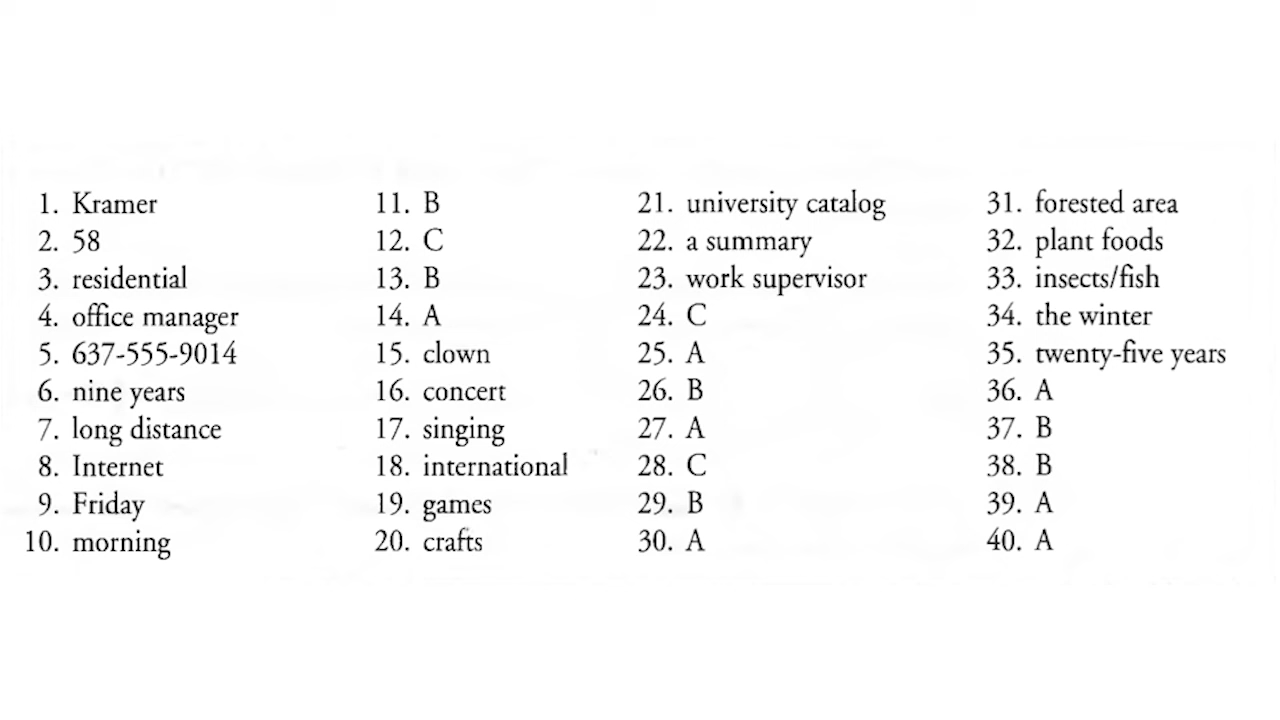 1. Kramer
2. 58
3. residential
4. office manager
5. 637-555-9014
6. nine years
7. long distance
8. Internet
9. Friday
10. morning
11. B
12. C
13. B
14. A
15. clown
16. concert
17. singing
18. international
19. games
20. crafts
21. university catalog
22. a summary
23. work supervisor
24. C
25. A
26. B
27. A
28. C
29. B
30. A
31. forested area
32. plant foods
33. insects/fish
34. the winter
35. twenty-five years
36. A
37. B
38. B
39. A
40. A